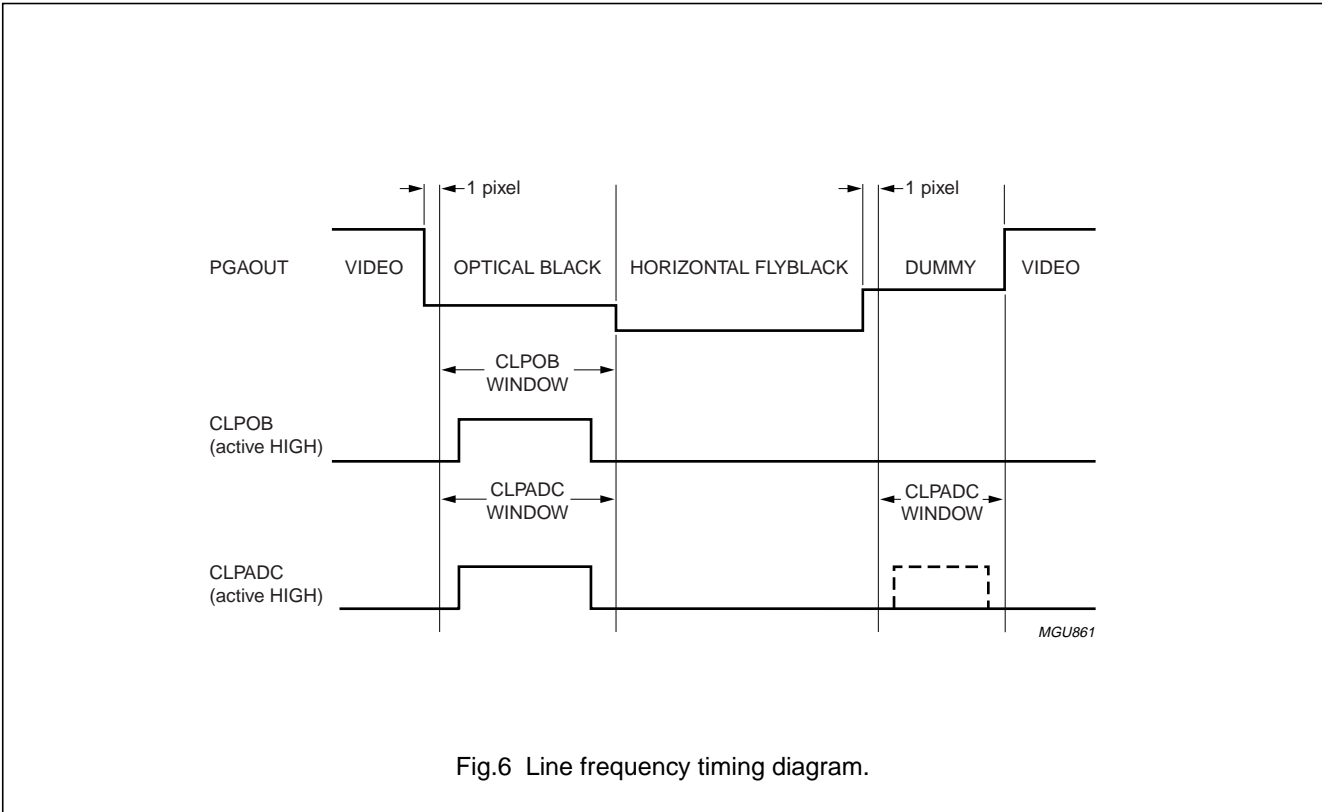 1 pixel
1 pixel
PGAOUT
VIDEO
OPTICAL BLACK
HORIZONTAL FLYBLACK
DUMMY
VIDEO
CLPOB
WINDOW
CLPOB
(active HIGH)
CLPADC
WINDOW
CLPADC
WINDOW
CLPADC
(active HIGH)
MGU861
Fig.6 Line frequency timing diagram.